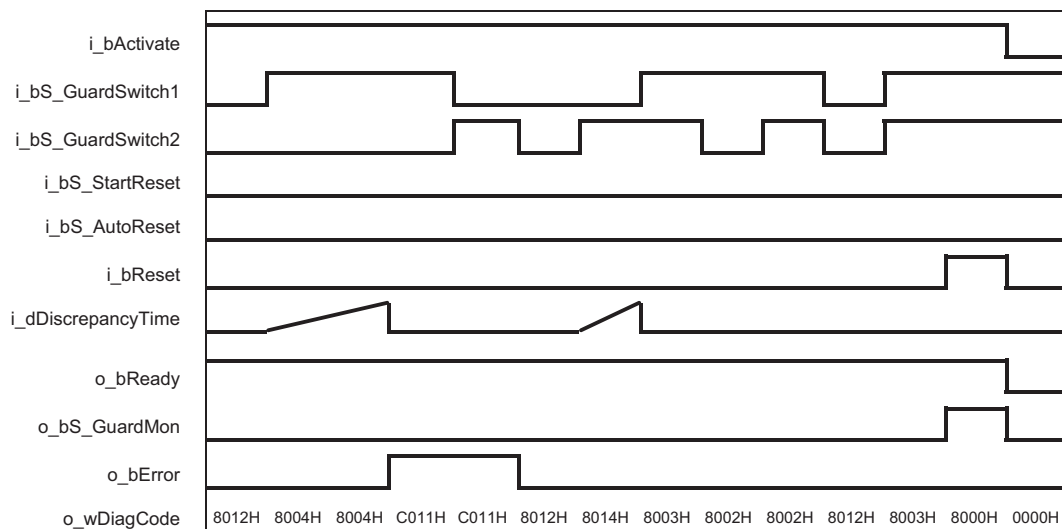 i_bActivate
i_bS_GuardSwitch1
i_bS_GuardSwitch2
i_bS_StartReset
i_bS_AutoReset
i_bReset
i_dDiscrepancyTime
o_bReady
o_bS_GuardMon
o_bError
o_wDiagCode 8012H 8004H 8004H C011H C011H 8012H 8014H 8003H 8002H 8002H 8012H 8003H 8000H 0000H